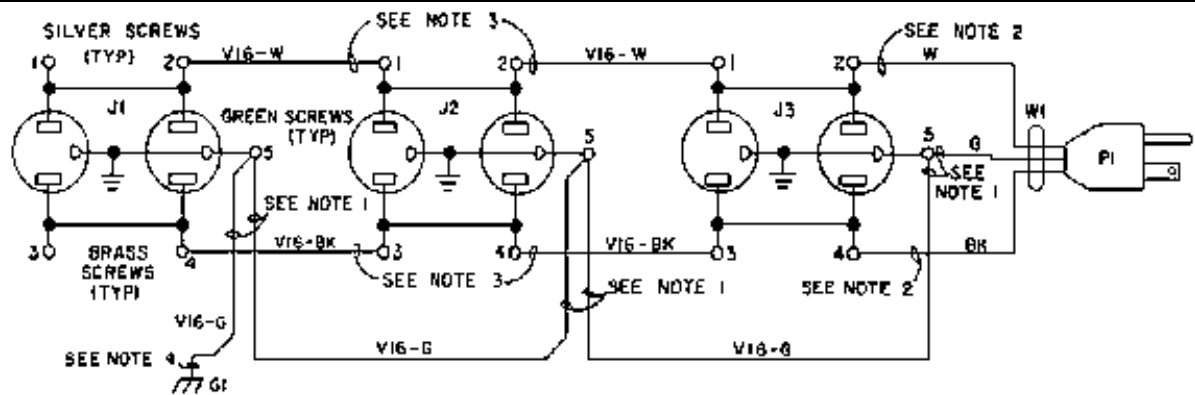 SEE NOTE 3
SILVER SCREWS
(TYP)
SEE NOTE 2
1
2
V16-W
1
2
V16-W
1
2
W
J1
GREEN SCREWS
(TYP)
J2
J3
W1
5
5
5
G
P1
SEE NOTE 1
SEE
NOTE 1
3
BRASS
SCREWS
(TYP)
4
V16-BK
3
4
V16-BK
3
4
BK
SEE NOTE 3
SEE NOTE 1
SEE NOTE 2
V16-G
SEE NOTE 4
G1
V16-G
V16-G